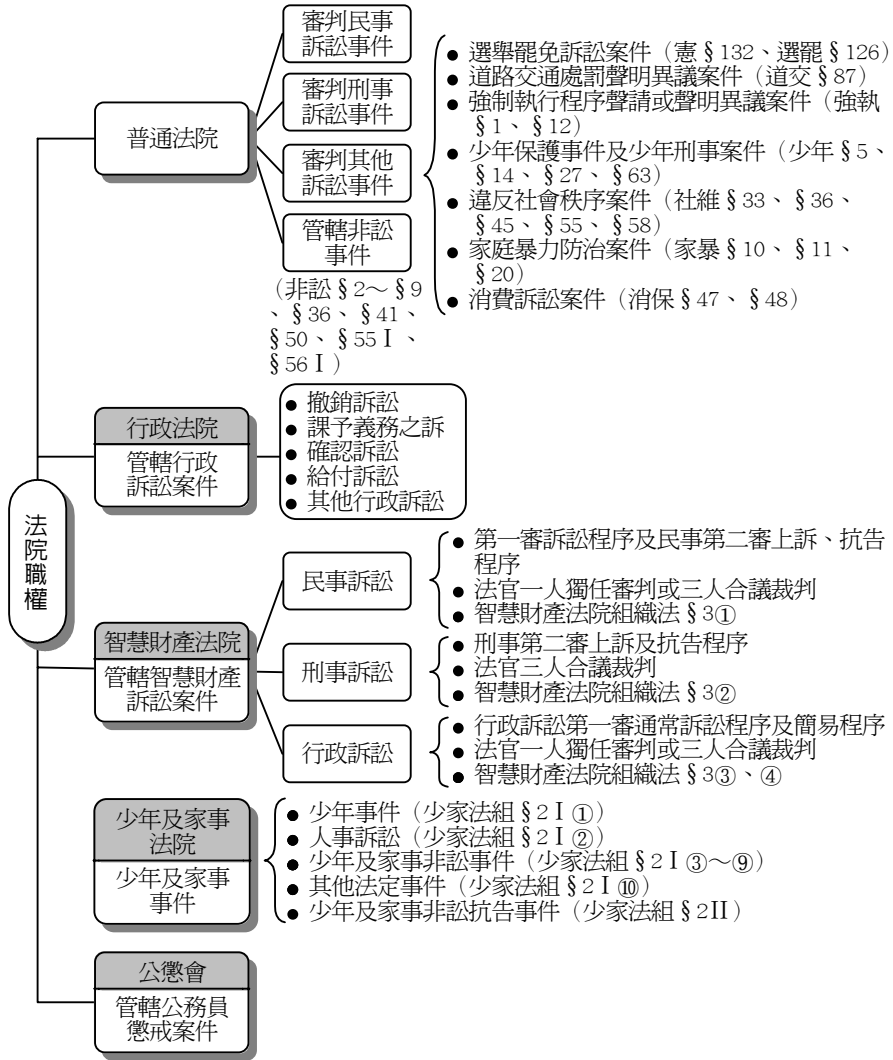 法院職權
普通法院
審判民事
訴訟事件
審判刑事
訴訟事件
審判其他
訴訟事件
管轄非訟
事件
（非訟§2～§9
、§36、§41、
§50、§55Ⅰ、
§56Ⅰ）
● 選舉罷免訴訟案件（憲§132、選罷§126）
● 道路交通處罰聲明異議案件（道交§87）
● 強制執行程序聲請或聲明異議案件（強執
§1、§12）
● 少年保護事件及少年刑事案件（少年§5、
§14、§27、§63）
● 違反社會秩序案件（社維§33、§36、
§45、§55、§58）
● 家庭暴力防治案件（家暴§10、§11、
§20）
● 消費訴訟案件（消保§47、§48）
行政法院
管轄行政
訴訟案件
● 撤銷訴訟
● 課予義務之訴
● 確認訴訟
● 給付訴訟
● 其他行政訴訟
智慧財產法院
管轄智慧財產
訴訟案件
民事訴訟
● 第一審訴訟程序及民事第二審上訴、抗告
程序
● 法官一人獨任審判或三人合議裁判
● 智慧財產法院組織法§3①
刑事訴訟
● 刑事第二審上訴及抗告程序
● 法官三人合議裁判
● 智慧財產法院組織法§3②
行政訴訟
● 行政訴訟第一審通常訴訟程序及簡易程序
● 法官一人獨任審判或三人合議裁判
● 智慧財產法院組織法§3③、④
少年及家事
法院
少年及家事
事件
● 少年事件（少家法組§2Ⅰ①）
● 人事訴訟（少家法組§2Ⅰ②）
● 少年及家事非訟事件（少家法組§2Ⅰ③～⑨）
● 其他法定事件（少家法組§2Ⅰ⑩）
● 少年及家事非訟抗告事件（少家法組§2II）
公懲會
管轄公務員
懲戒案件